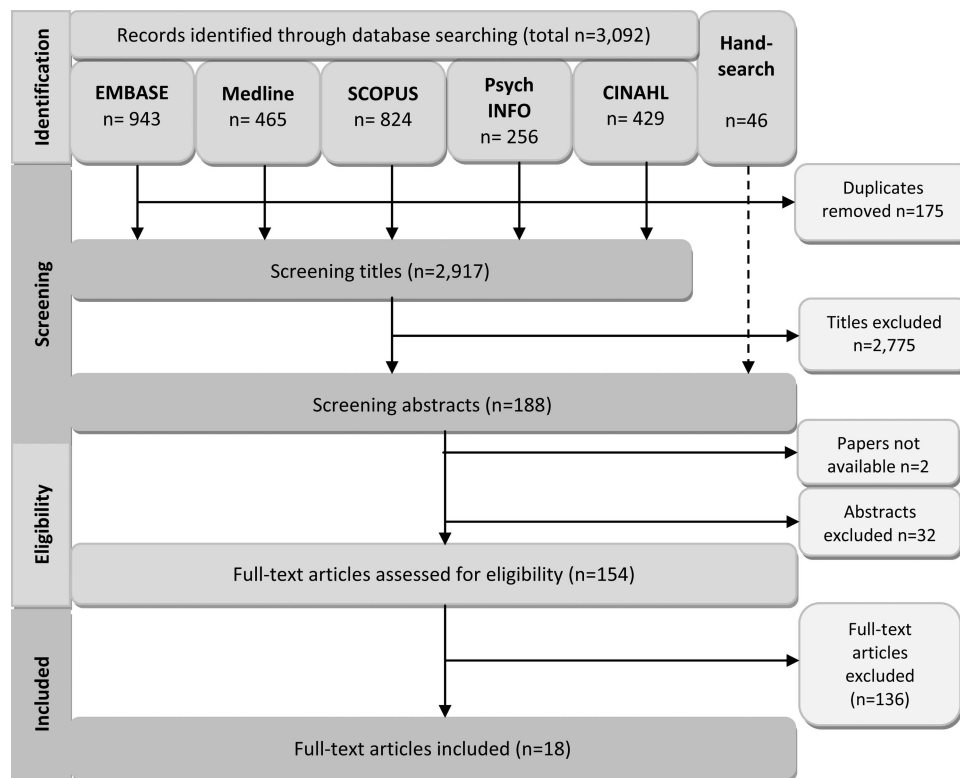 Identification
Records identified through database searching (total n=3,092)
Hand-
search
n=46
EMBASE
n= 943
Medline
n= 465
SCOPUS
n= 824
Psych
INFO
n= 256
CINAHL
n= 429
Screening
Duplicates
removed n=175
Screening titles (n=2,917)
Titles excluded
n=2,775
Screening abstracts (n=188)
Eligibility
Papers not
available n=2
Abstracts
excluded n=32
Full-text articles assessed for eligibility (n=154)
Included
Full-text
articles
excluded
(n=136)
Full-text articles included (n=18)